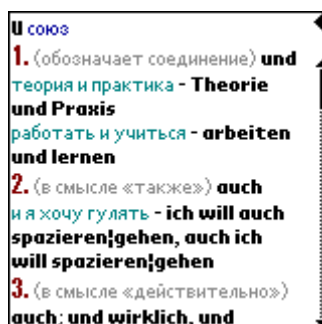 и союз
1. (обозначает соединение) und
теория и практика - Theorie
und Praxis
работать и учиться - arbeiten
und lernen
2. (в смысле «также») auch
и я хочу гулять - ich will auch
spazieren¦gehen, auch ich
will spazieren¦gehen
3. (в смысле «действительно»)
auch; und wirklich, und